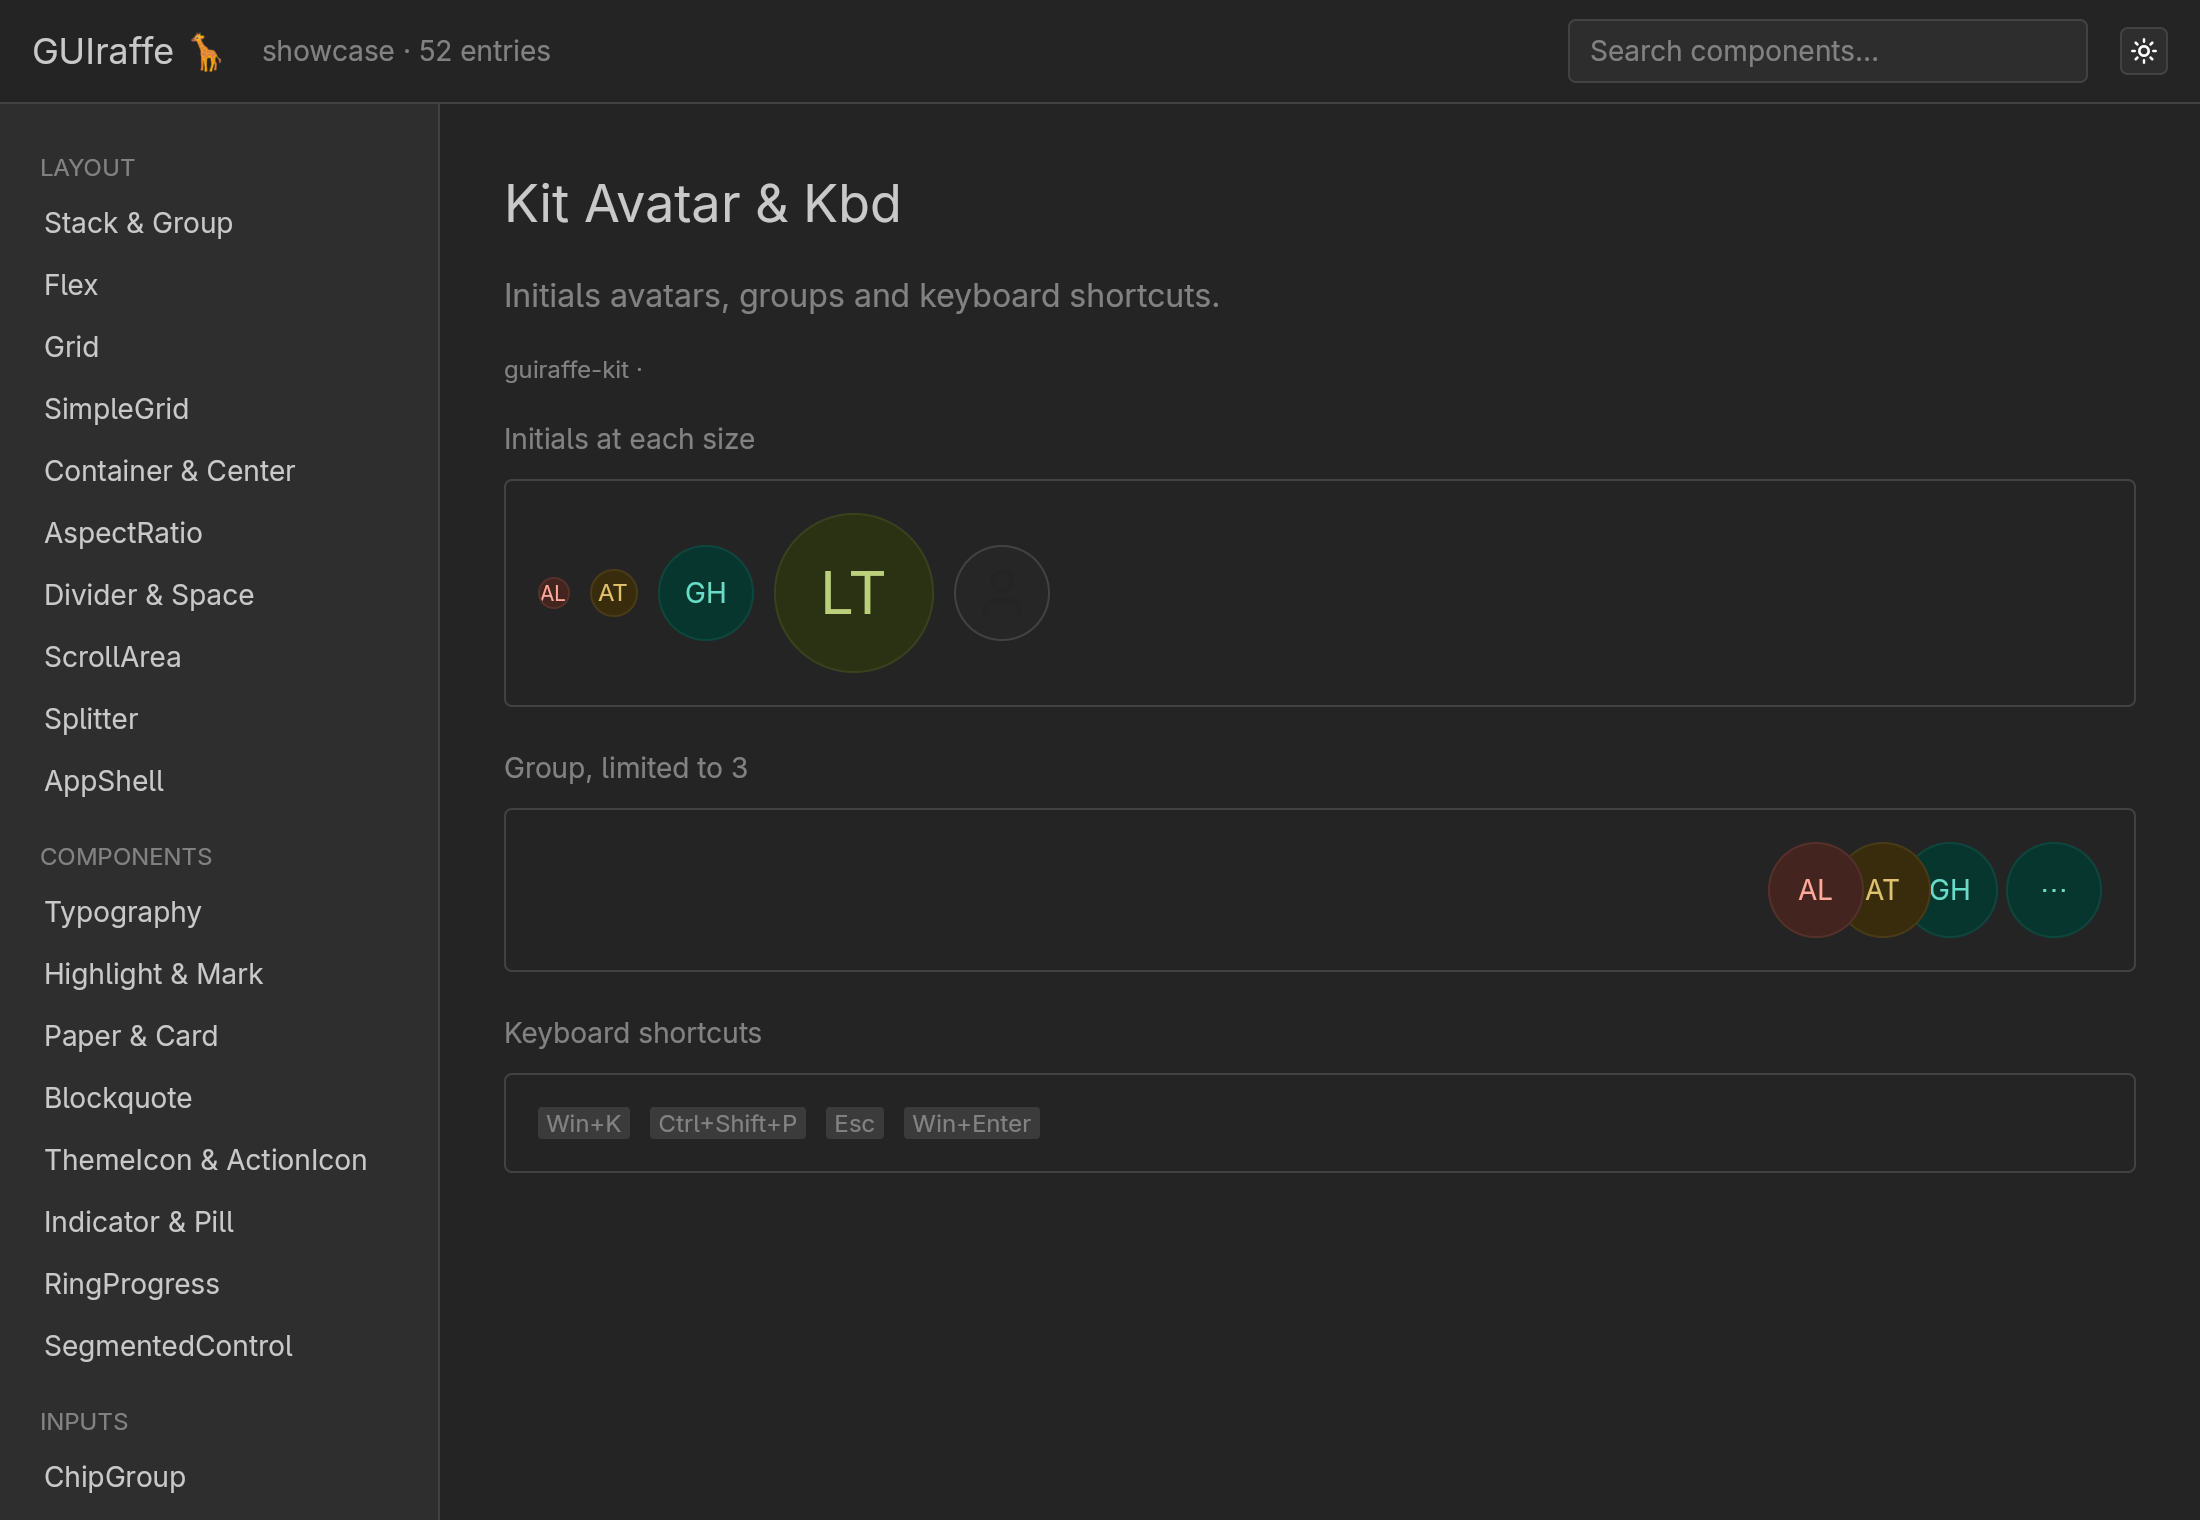 GUIraffe 🦒 showcase · 52 entries Search components...
LAYOUT
Stack & Group
Flex
Grid
SimpleGrid
Container & Center
AspectRatio
Divider & Space
ScrollArea
Splitter
AppShell
COMPONENTS
Typography
Highlight & Mark
Paper & Card
Blockquote
ThemeIcon & ActionIcon
Indicator & Pill
RingProgress
SegmentedControl
INPUTS
ChipGroup
Kit Avatar & Kbd
Initials avatars, groups and keyboard shortcuts.
guiraffe-kit ·
Initials at each size
AL AT GH LT
Group, limited to 3
AL AT GH ⋯
Keyboard shortcuts
Win+K Ctrl+Shift+P Esc Win+Enter